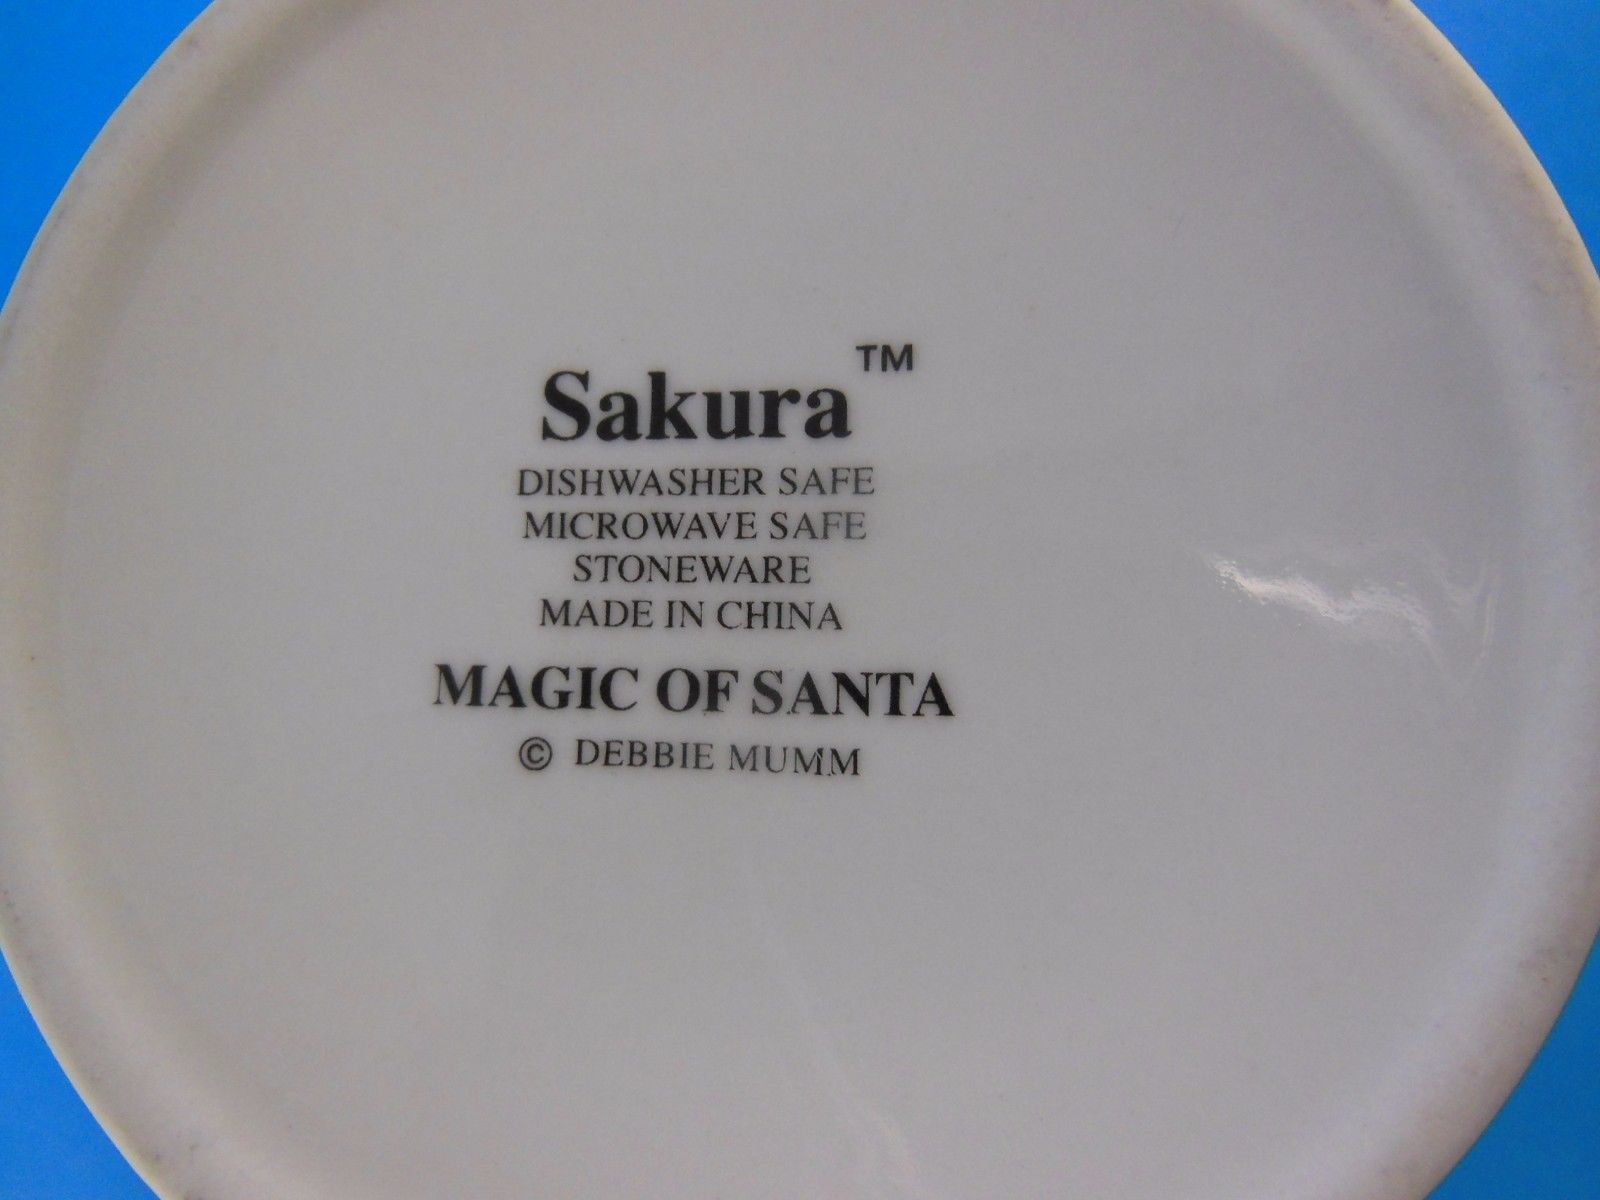 Sakura™
DISHWASHER SAFE
MICROWAVE SAFE
STONEWARE
MADE IN CHINA
MAGIC OF SANTA
© DEBBIE MUMM